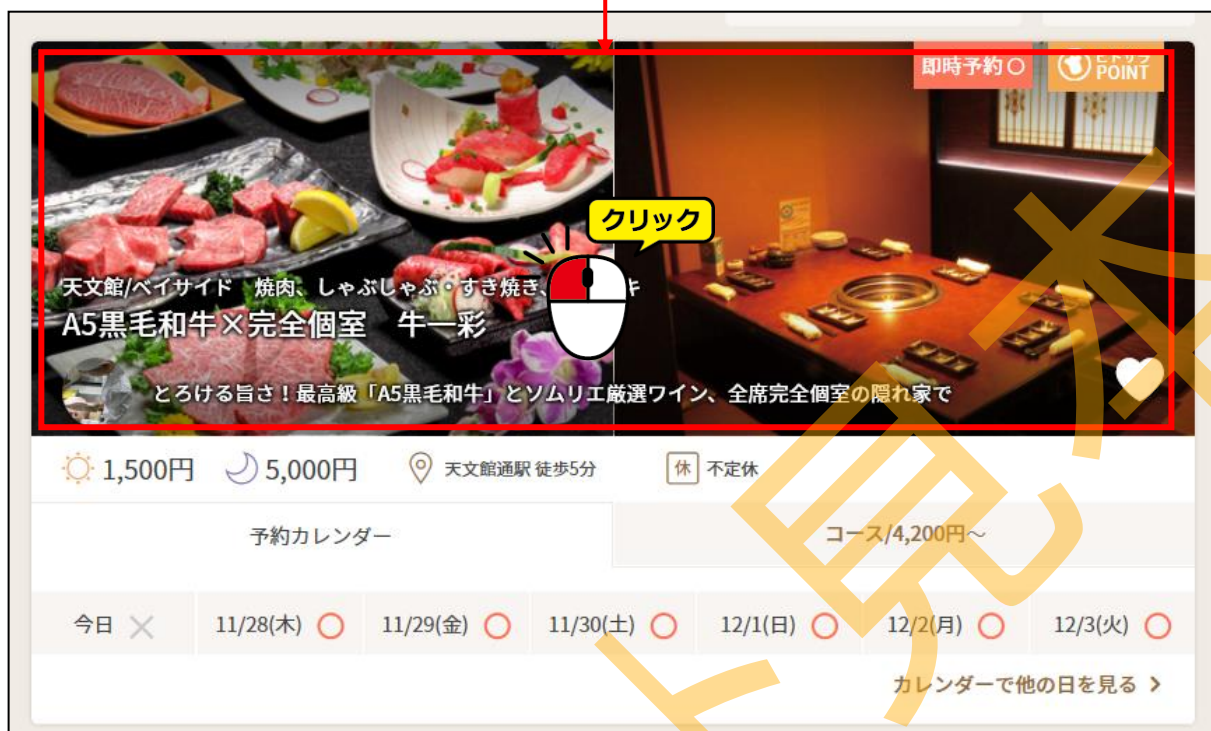 即時予約○
ヒトサラ
POINT
クリック
天文館/ベイサイド 焼肉、しゃぶしゃぶ・すき焼き、 キ
A5黒毛和牛×完全個室 牛一彩
とろける旨さ!最高級「A5黒毛和牛」とソムリエ厳選ワイン、全席完全個室の隠れ家で
1,500円 5,000円 天文館通駅 徒歩5分 休 不定休
予約カレンダー コース/4,200円~
今日 × 11/28(木) ○ 11/29(金) ○ 11/30(土) ○ 12/1(日) ○ 12/2(月) ○ 12/3(火) ○
カレンダーで他の日を見る >
見本